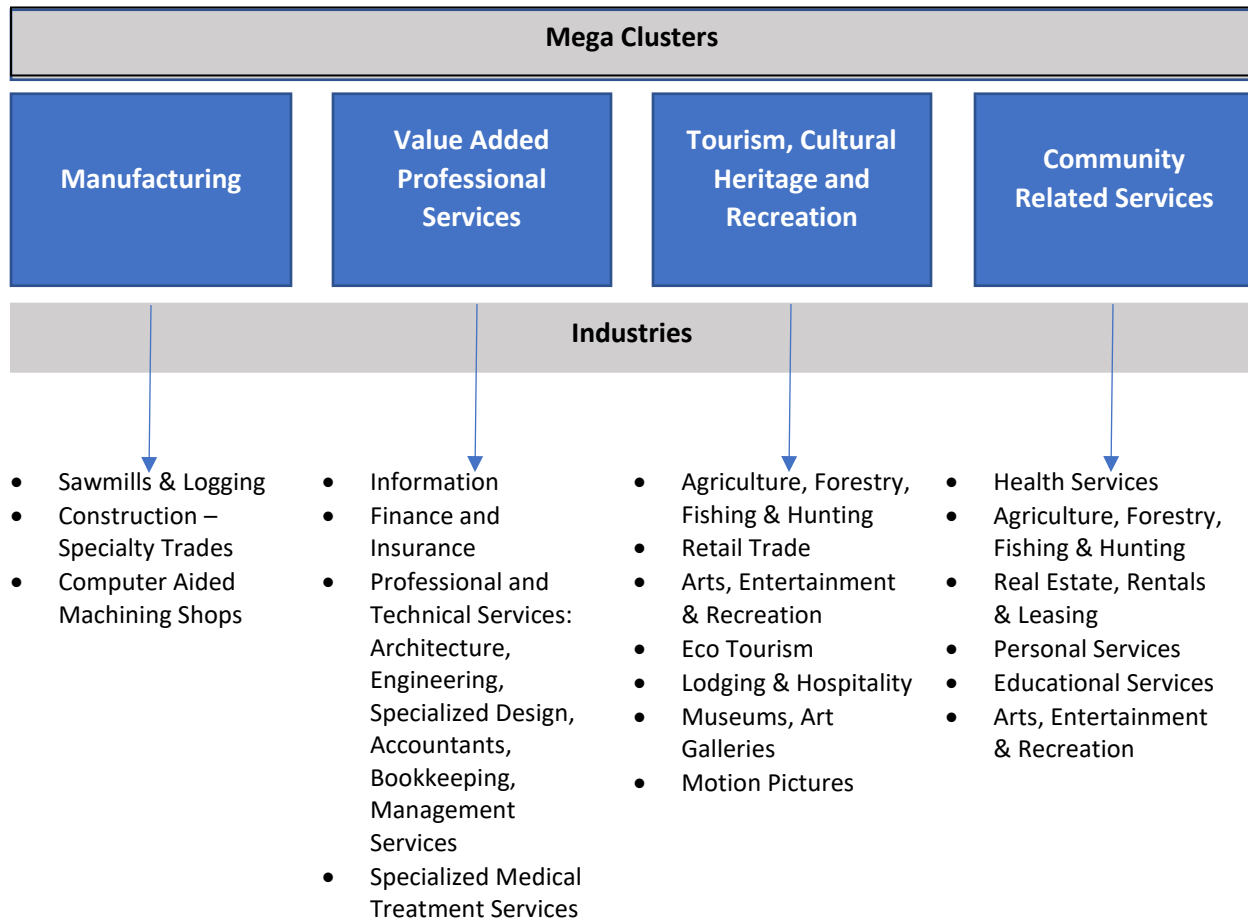 Mega Clusters
Manufacturing
Value Added
Professional
Services
Tourism, Cultural
Heritage and
Recreation
Community
Related Services
Industries
• Sawmills & Logging
• Construction –
Specialty Trades
• Computer Aided
Machining Shops
• Information
• Finance and
Insurance
• Professional and
Technical Services:
Architecture,
Engineering,
Specialized Design,
Accountants,
Bookkeeping,
Management
Services
• Specialized Medical
Treatment Services
• Agriculture, Forestry,
Fishing & Hunting
• Retail Trade
• Arts, Entertainment
& Recreation
• Eco Tourism
• Lodging & Hospitality
• Museums, Art
Galleries
• Motion Pictures
• Health Services
• Agriculture, Forestry,
Fishing & Hunting
• Real Estate, Rentals
& Leasing
• Personal Services
• Educational Services
• Arts, Entertainment
& Recreation